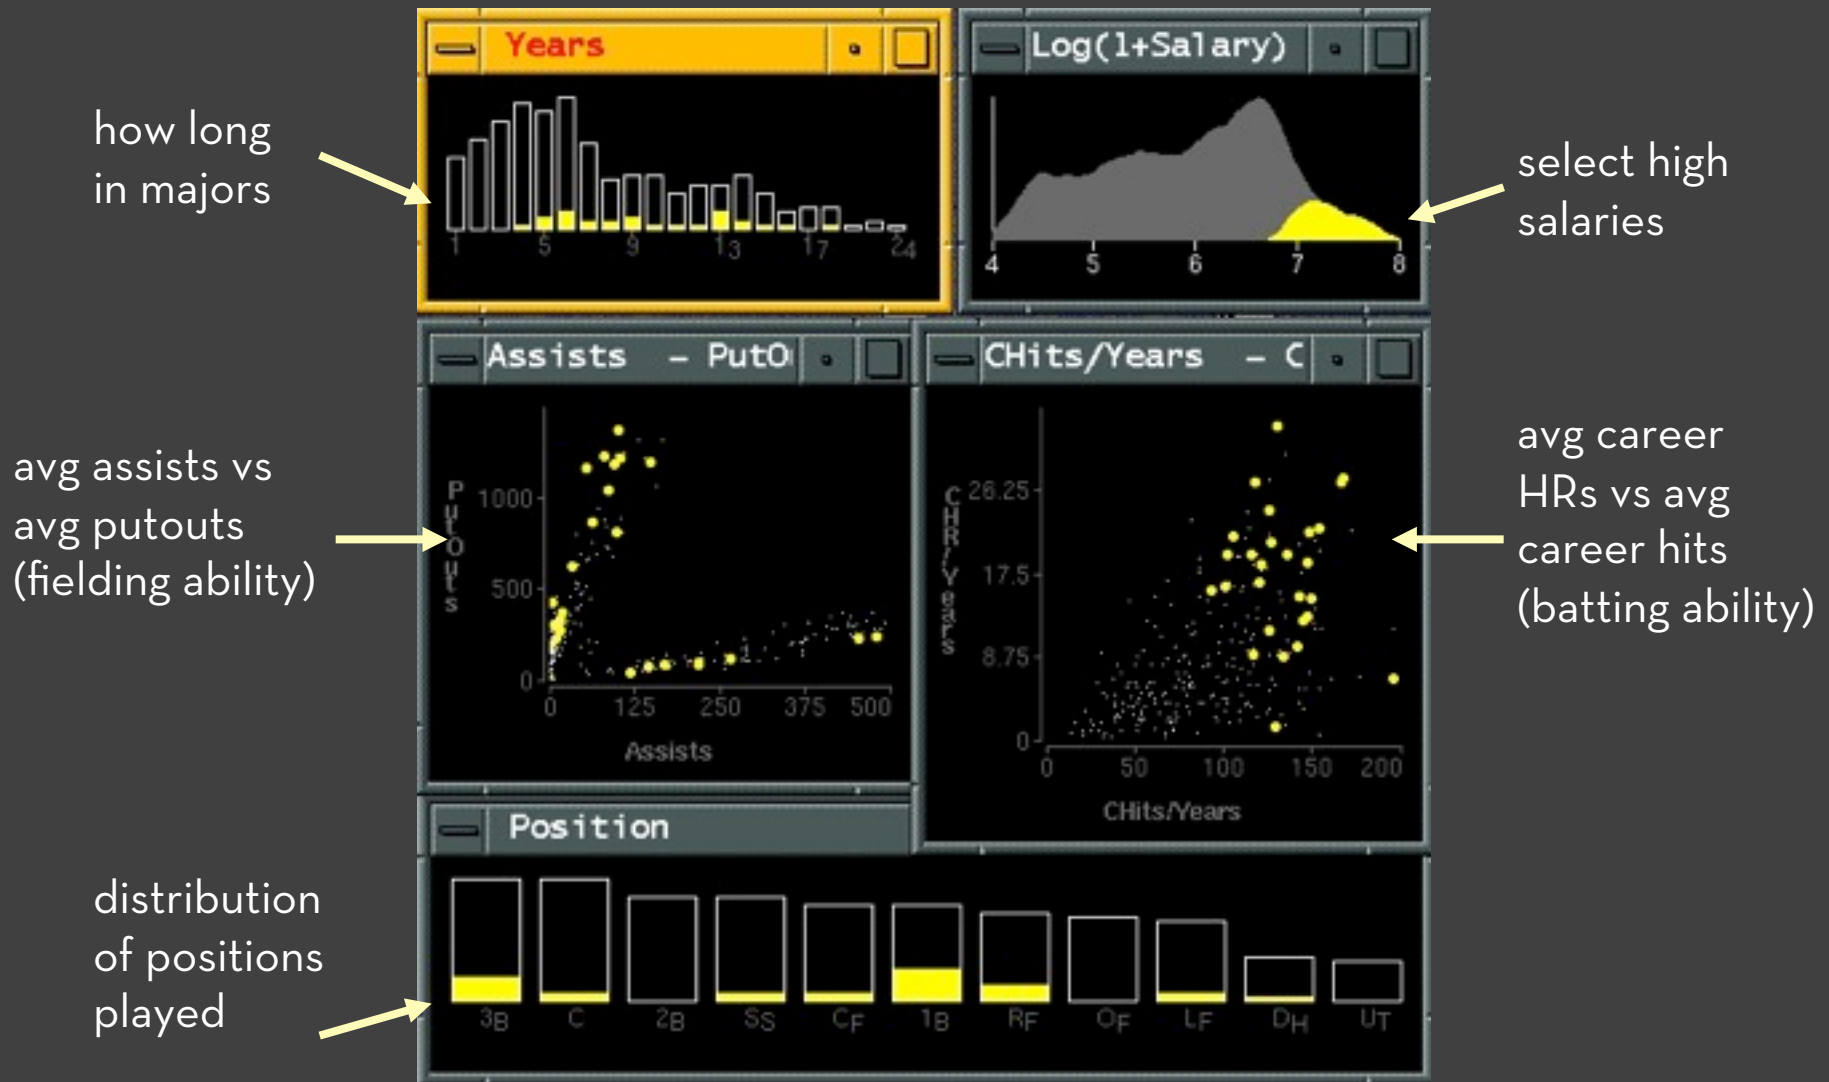 Years
Log(1+Salary)
how long
in majors
1 5 9 13 17 24
4 5 6 7 8
select high
salaries
Assists – PutO
CHits/Years – C
avg assists vs
avg putouts
(fielding ability)
PutOuts
1000
500
0
0 125 250 375 500
Assists
CHR/Years
26.25
17.5
8.75
0
0 50 100 150 200
CHits/Years
avg career
HRs vs avg
career hits
(batting ability)
Position
distribution
of positions
played
3B C 2B SS CF 1B RF OF LF DH UT